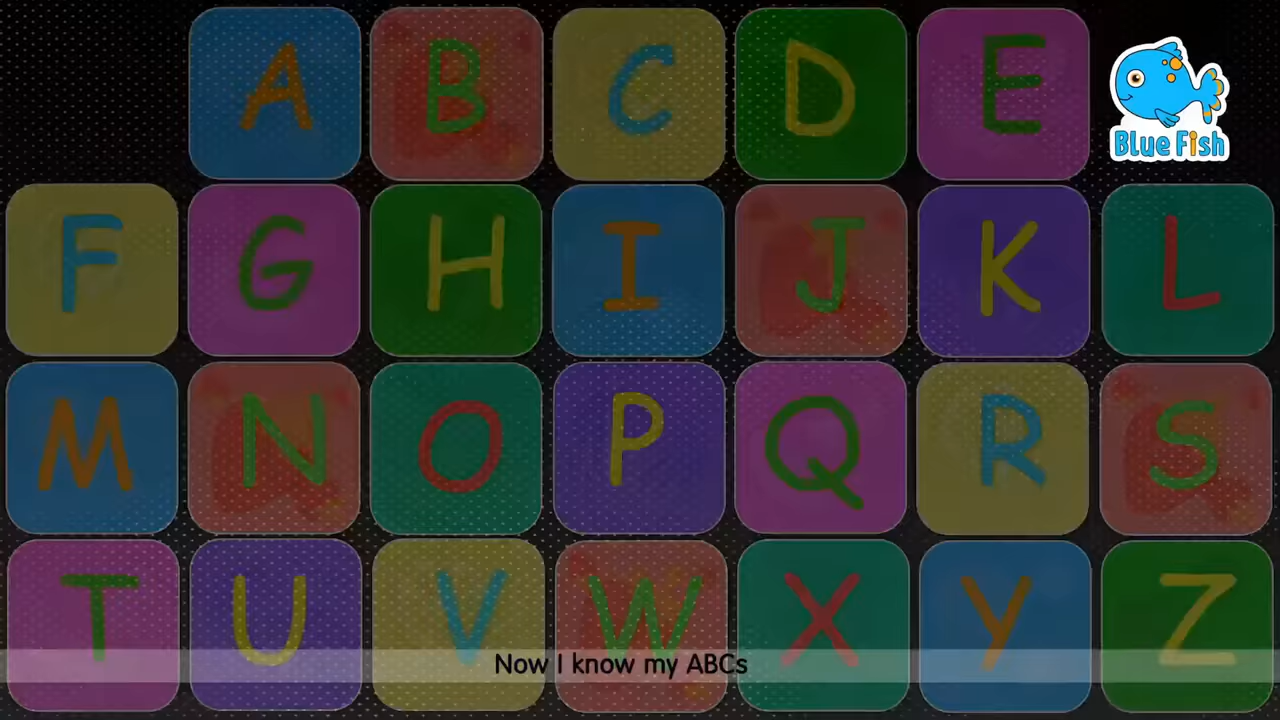 A B C D E
Blue Fish
F G H I J K L
M N O P Q R S
T U V W X Y Z
Now I know my ABCs